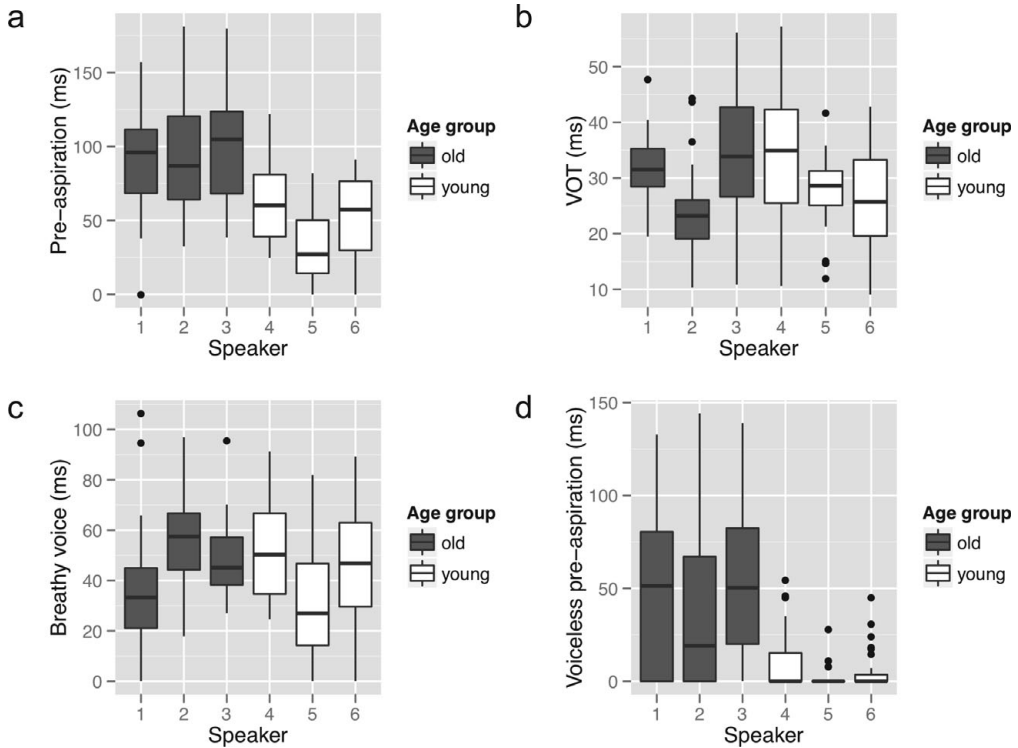 a
Pre-aspiration (ms)
150
100
50
0
1 2 3 4 5 6
Speaker
Age group
old
young
b
VOT (ms)
50
40
30
20
10
1 2 3 4 5 6
Speaker
Age group
old
young
c
Breathy voice (ms)
100
80
60
40
20
0
1 2 3 4 5 6
Speaker
Age group
old
young
d
Voiceless pre-aspiration (ms)
150
100
50
0
1 2 3 4 5 6
Speaker
Age group
old
young